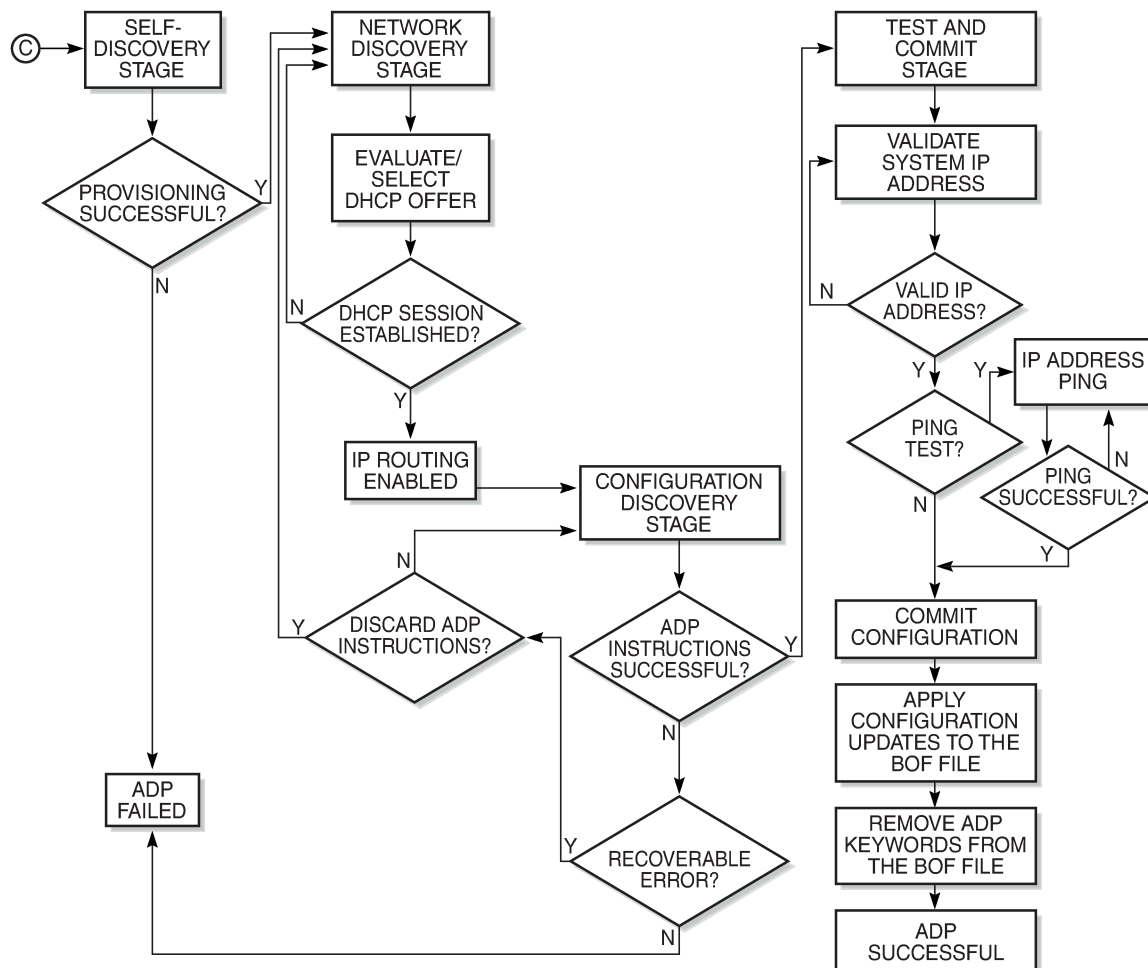 C
SELF-
DISCOVERY
STAGE
PROVISIONING
SUCCESSFUL?
Y
N
ADP
FAILED
NETWORK
DISCOVERY
STAGE
EVALUATE/
SELECT
DHCP OFFER
DHCP SESSION
ESTABLISHED?
N
Y
IP ROUTING
ENABLED
CONFIGURATION
DISCOVERY
STAGE
N
Y
DISCARD ADP
INSTRUCTIONS?
ADP
INSTRUCTIONS
SUCCESSFUL?
Y
N
Y
RECOVERABLE
ERROR?
N
TEST AND
COMMIT
STAGE
VALIDATE
SYSTEM IP
ADDRESS
N
VALID IP
ADDRESS?
Y
Y
IP ADDRESS
PING
PING
TEST?
N
PING
SUCCESSFUL?
N
Y
COMMIT
CONFIGURATION
APPLY
CONFIGURATION
UPDATES TO THE
BOF FILE
REMOVE ADP
KEYWORDS FROM
THE BOF FILE
ADP
SUCCESSFUL